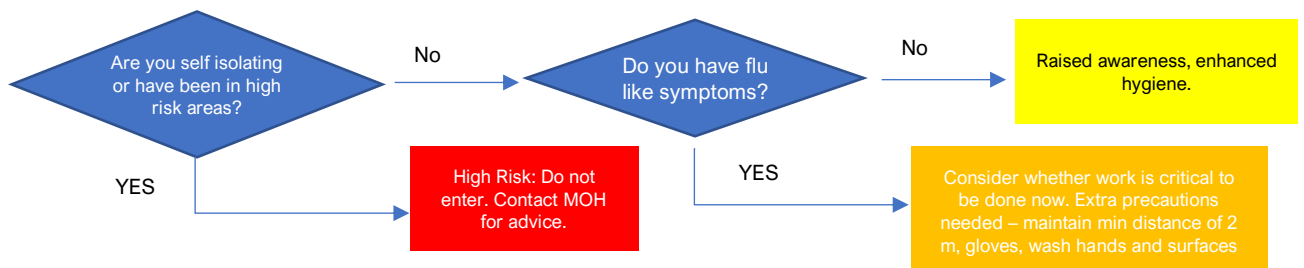 Are you self isolating
or have been in high
risk areas?
No
Do you have flu
like symptoms?
No
Raised awareness, enhanced
hygiene.
YES
High Risk: Do not
enter. Contact MOH
for advice.
YES
Consider whether work is critical to
be done now. Extra precautions
needed – maintain min distance of 2
m, gloves, wash hands and surfaces